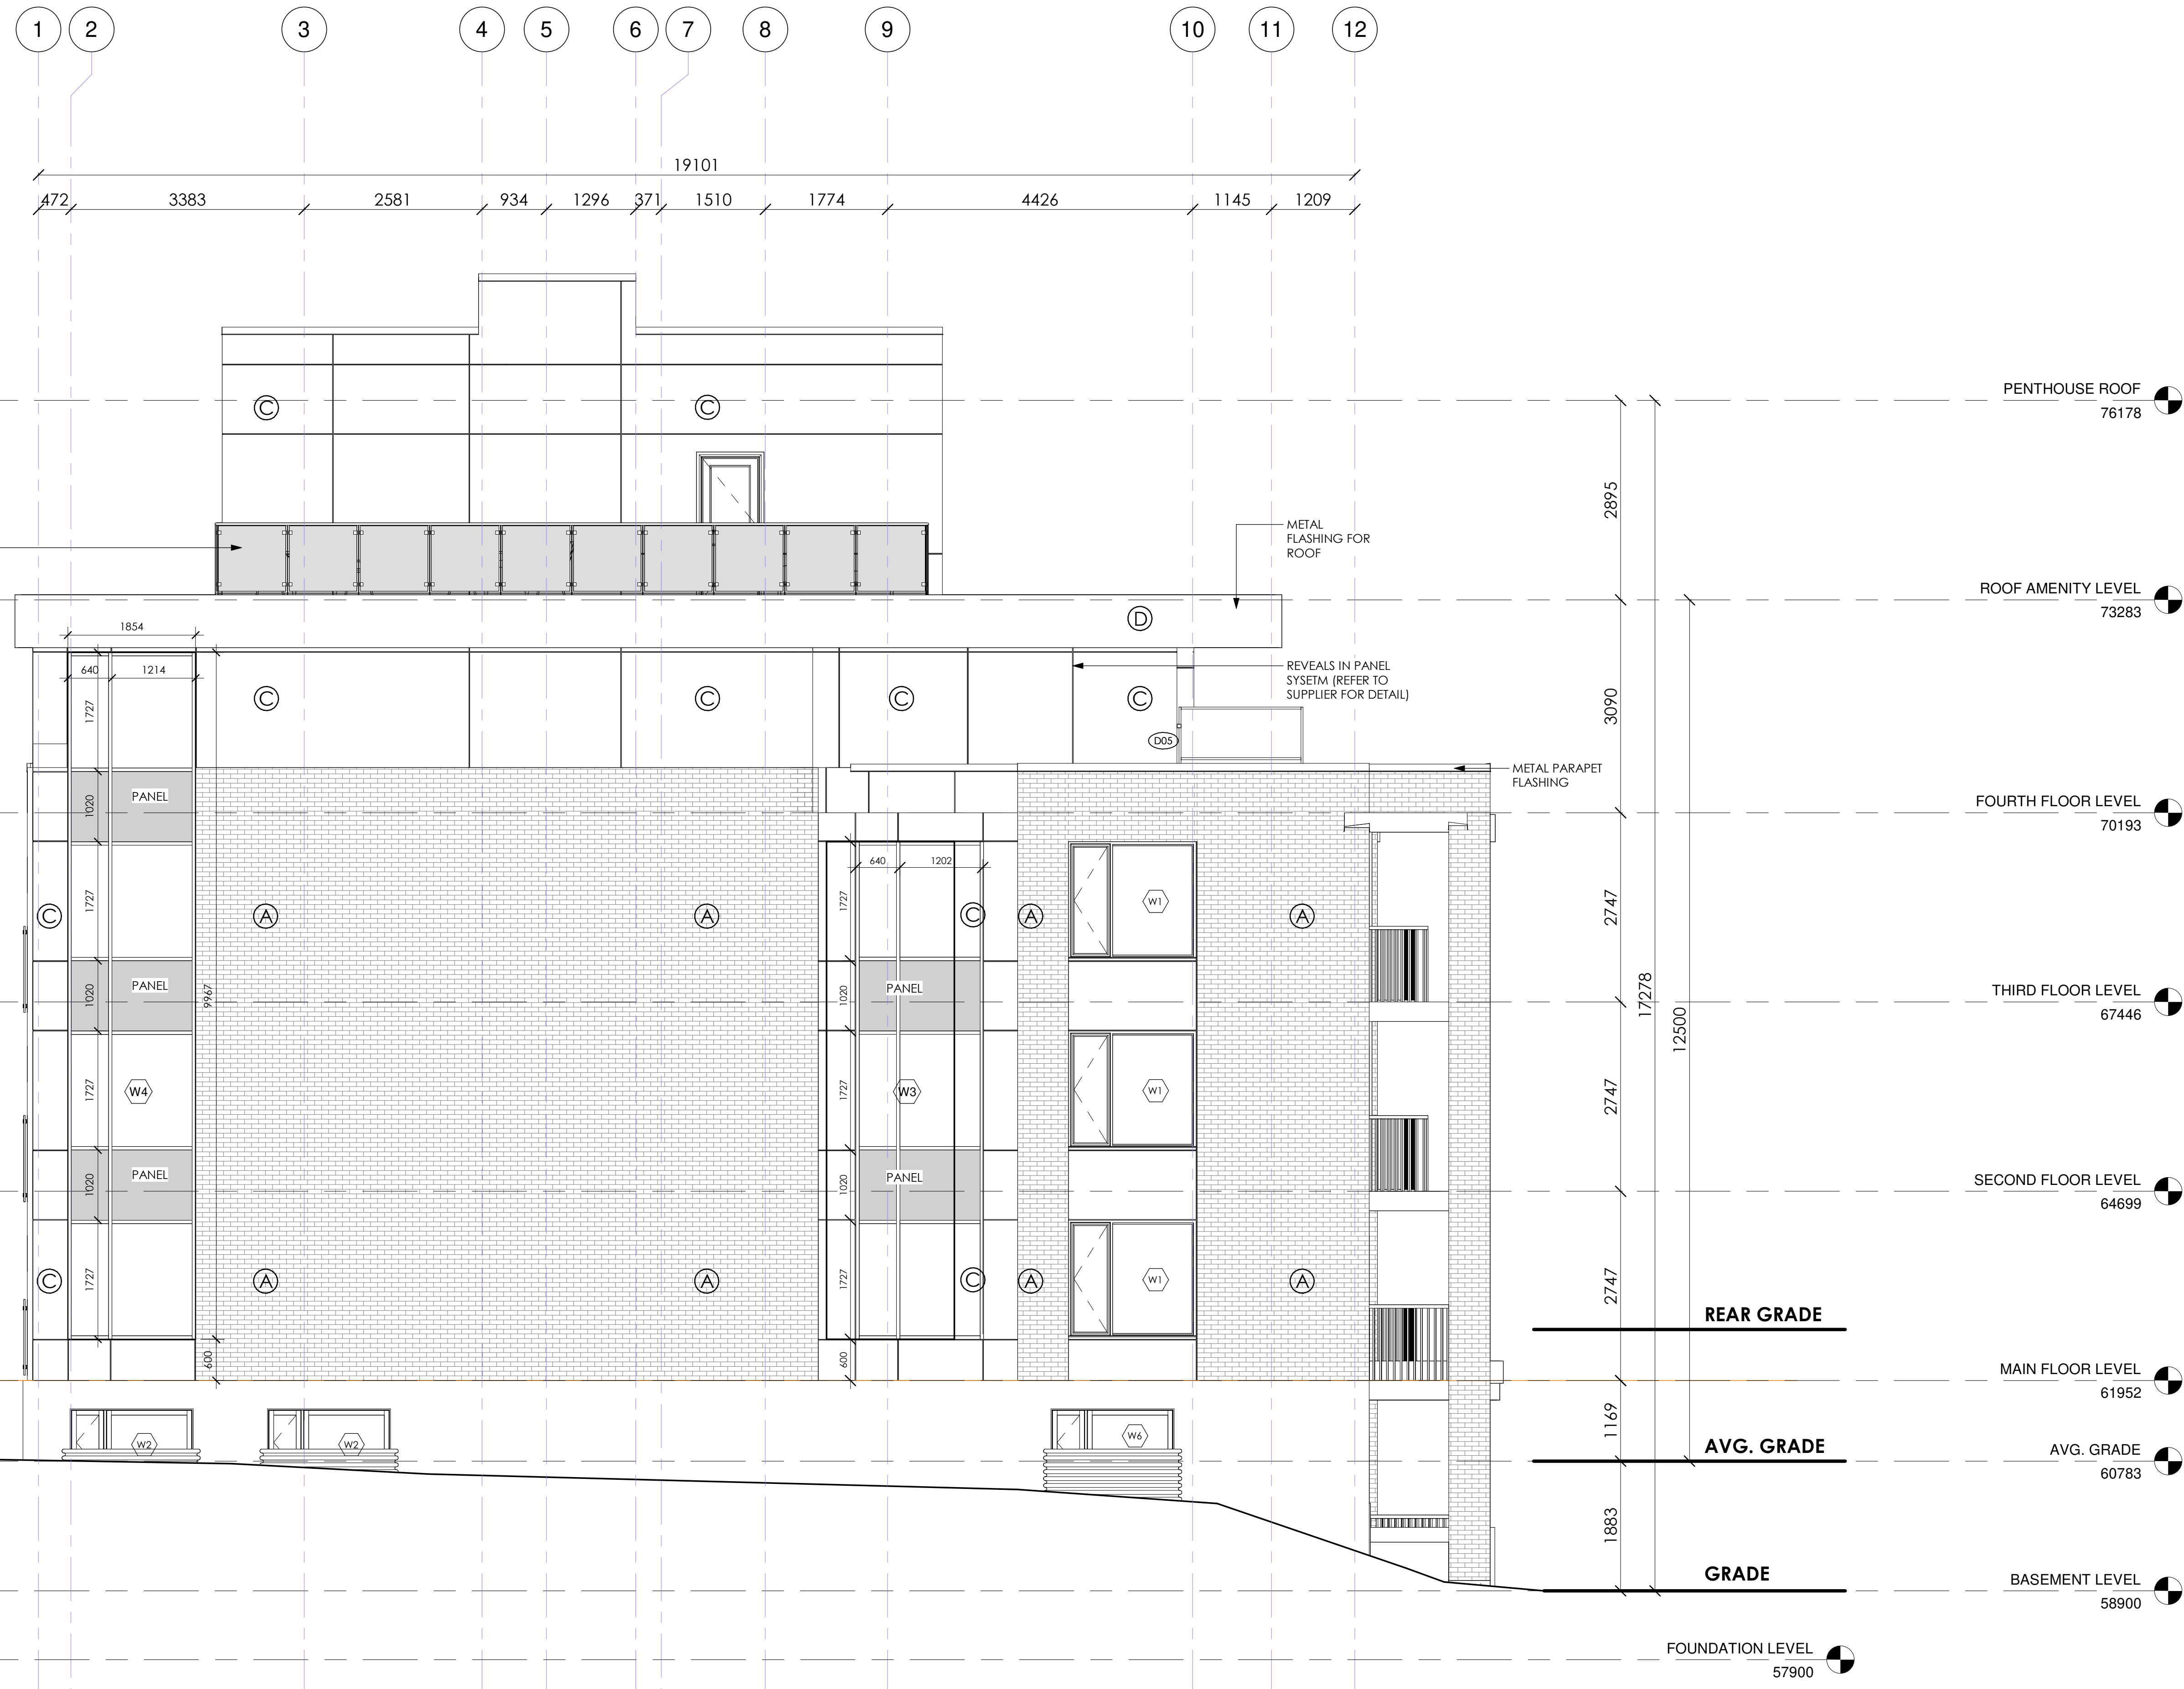 1 2 3 4 5 6 7 8 9 10 11 12
19101
472 3383 2581 934 1296 371 1510 1774 4426 1145 1209
PENTHOUSE ROOF
76178
C C
2895
METAL
FLASHING FOR
ROOF
ROOF AMENITY LEVEL
73283
D
1854
640 1214
REVEALS IN PANEL
SYSETM (REFER TO
SUPPLIER FOR DETAIL)
C C C C
1727
3090
D05
METAL PARAPET
FLASHING
PANEL
1020
FOURTH FLOOR LEVEL
70193
640 1202
C A A C A W1 A
1727 1727
2747
PANEL PANEL
1020 9967 1020
17278
12500
THIRD FLOOR LEVEL
67446
W4 W3 W1
1727 1727
2747
PANEL PANEL
1020 1020
SECOND FLOOR LEVEL
64699
C A A C A W1 A
1727 1727
2747
REAR GRADE
600 600
MAIN FLOOR LEVEL
61952
1169
W2 W2 W6
AVG. GRADE
AVG. GRADE
60783
1883
GRADE
BASEMENT LEVEL
58900
FOUNDATION LEVEL
57900